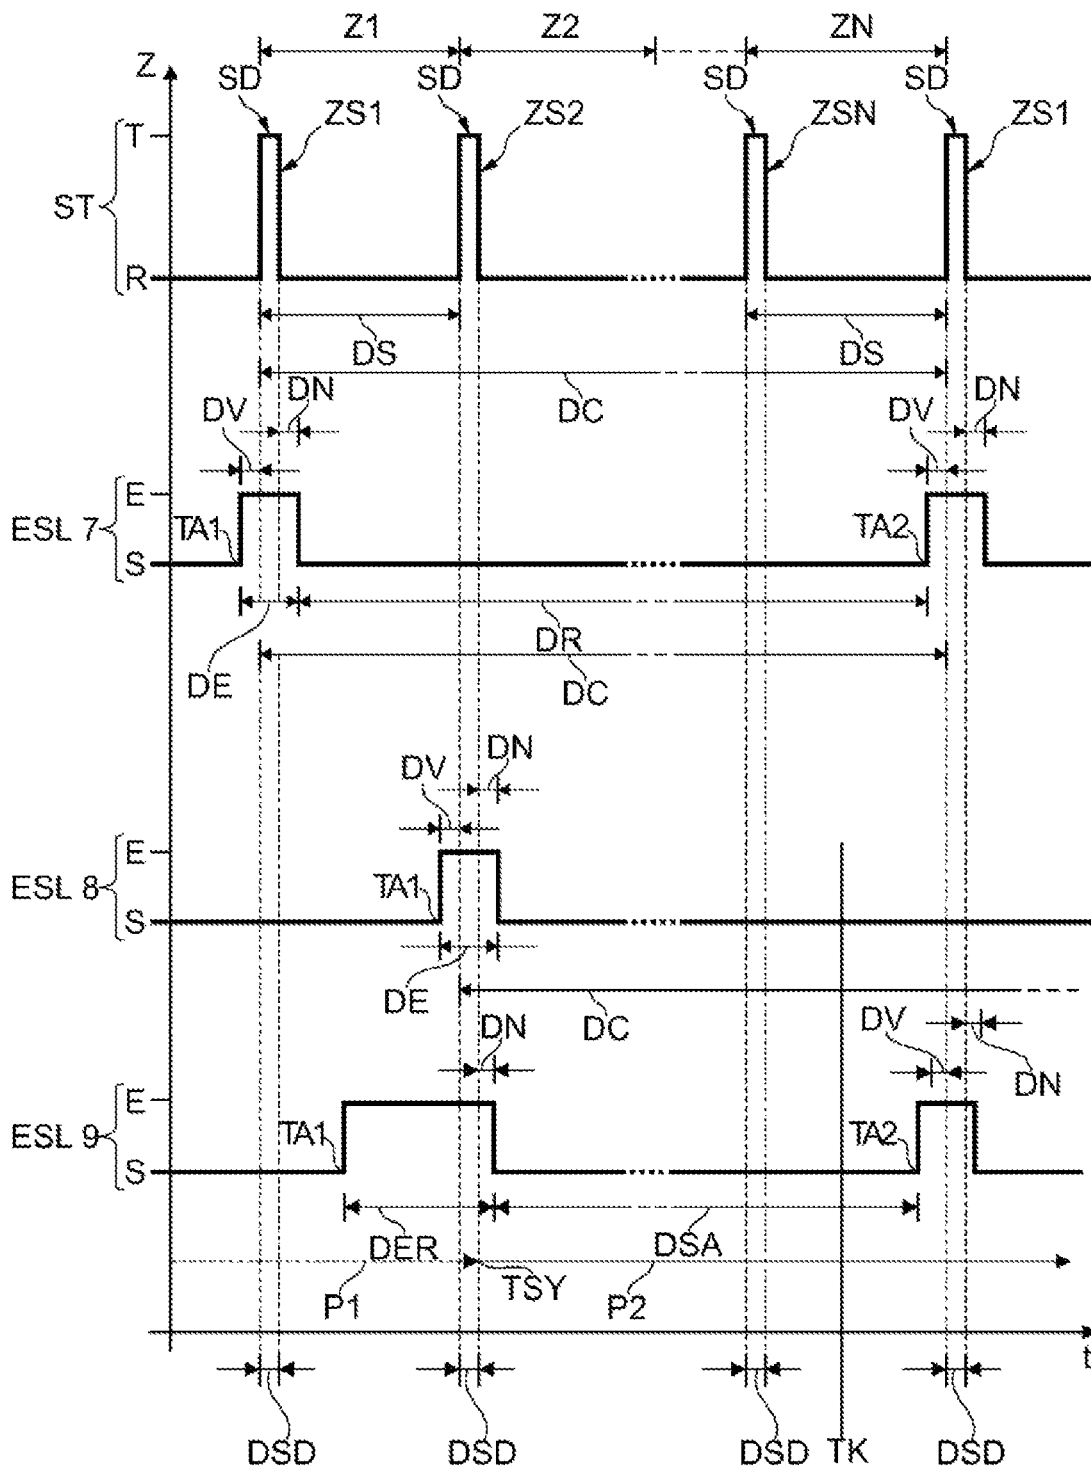 Z1 Z2 ZN
Z SD SD SD SD
ZS1 ZS2 ZSN ZS1
T
ST
R
DS DS
DC
DN DN
DV DV
E
ESL 7 TA1 TA2
S
DR
DE DC
DN
DV
E
ESL 8 TA1
S
DE DC
DN DV
DN
E
ESL 9 TA1 TA2
S
DER DSA
P1 TSY P2
t
DSD DSD DSD TK DSD